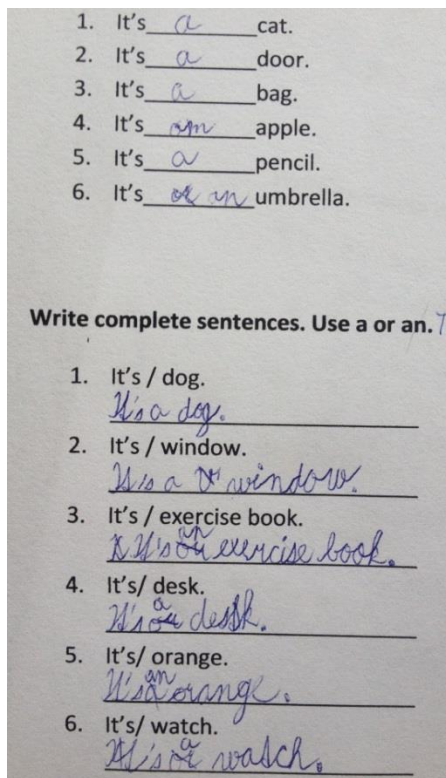 1. It's a cat.
2. It's a door.
3. It's a bag.
4. It's an apple.
5. It's a pencil.
6. It's an umbrella.
Write complete sentences. Use a or an.
1. It's / dog.
It's a dog.
2. It's / window.
It's a window.
3. It's / exercise book.
It's an exercise book.
4. It's/ desk.
It's a desk.
5. It's/ orange.
It's an orange.
6. It's/ watch.
It's a watch.